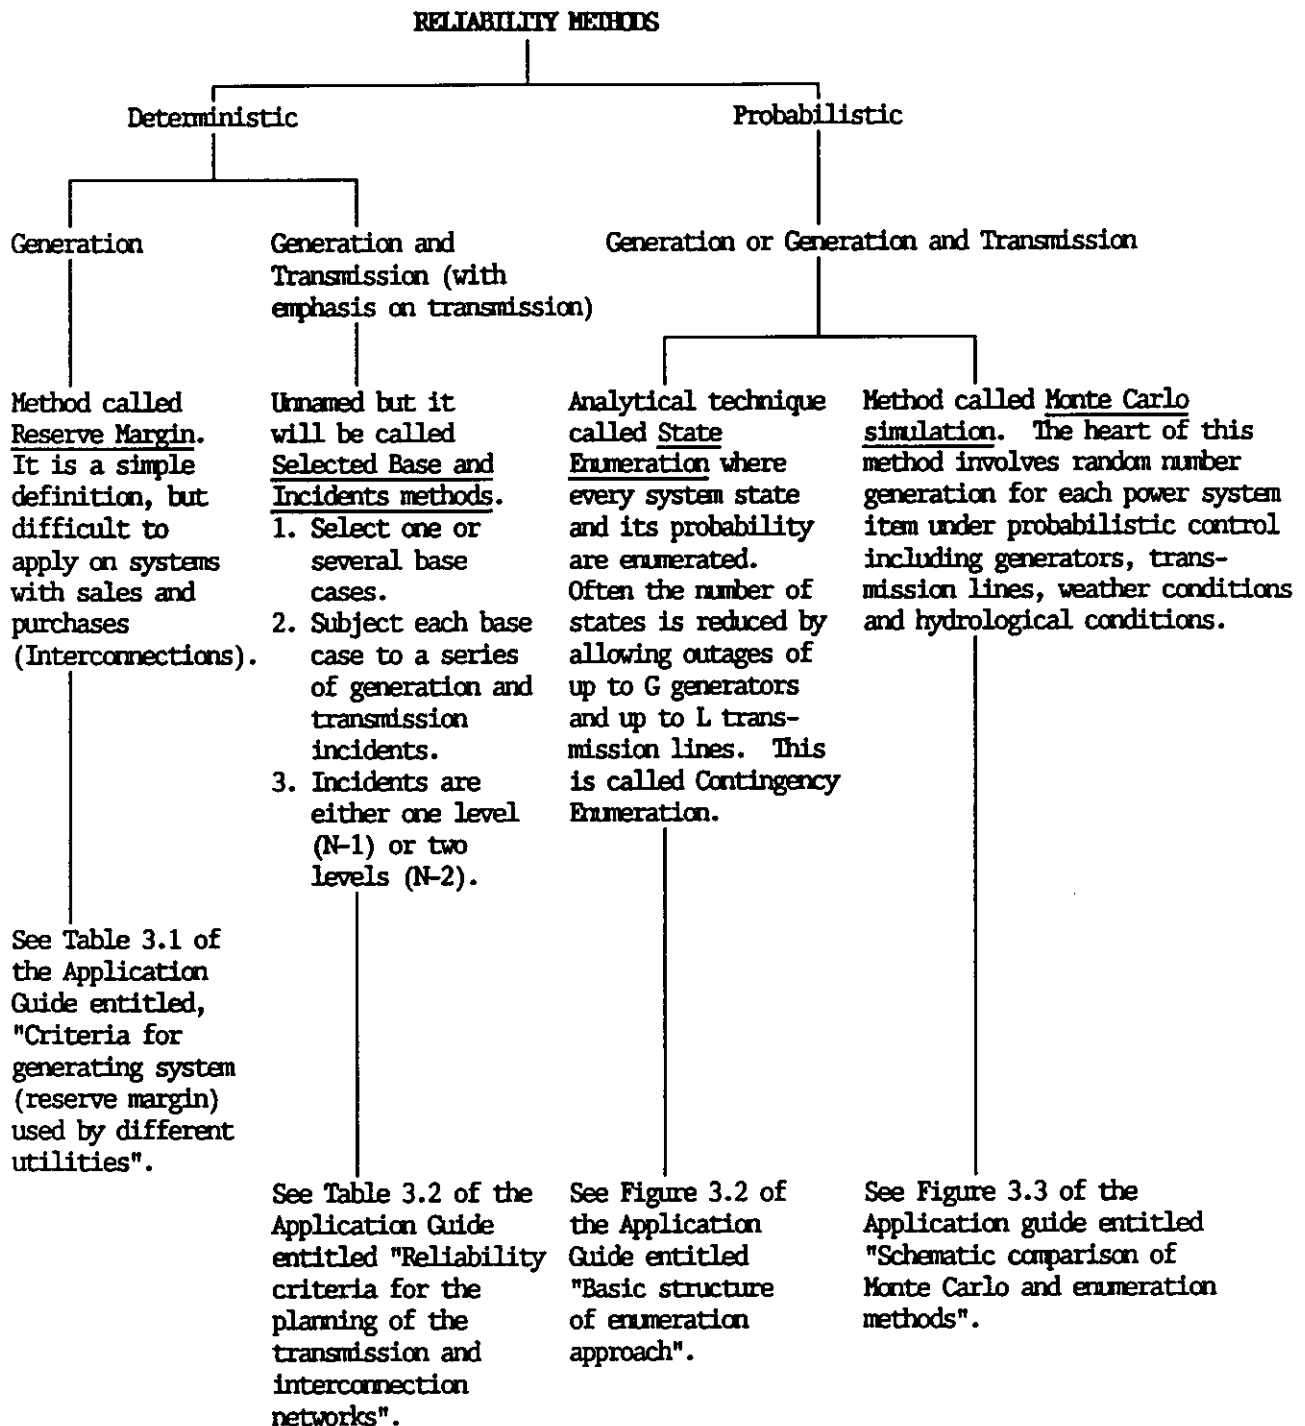 RELIABILITY METHODS
Deterministic
Probabilistic
Generation
Generation and
Transmission (with
emphasis on transmission)
Generation or Generation and Transmission
Method called
Reserve Margin.
It is a simple
definition, but
difficult to
apply on systems
with sales and
purchases
(Interconnections).
See Table 3.1 of
the Application
Guide entitled,
"Criteria for
generating system
(reserve margin)
used by different
utilities".
Unnamed but it
will be called
Selected Base and
Incidents methods.
1. Select one or
several base
cases.
2. Subject each base
case to a series
of generation and
transmission
incidents.
3. Incidents are
either one level
(N-1) or two
levels (N-2).
See Table 3.2 of the
Application Guide
entitled "Reliability
criteria for the
planning of the
transmission and
interconnection
networks".
Analytical technique
called State
Enumeration where
every system state
and its probability
are enumerated.
Often the number of
states is reduced by
allowing outages of
up to G generators
and up to L trans-
mission lines. This
is called Contingency
Enumeration.
See Figure 3.2 of
the Application
Guide entitled
"Basic structure
of enumeration
approach".
Method called Monte Carlo
simulation. The heart of this
method involves random number
generation for each power system
item under probabilistic control
including generators, trans-
mission lines, weather conditions
and hydrological conditions.
See Figure 3.3 of the
Application guide entitled
"Schematic comparison of
Monte Carlo and enumeration
methods".